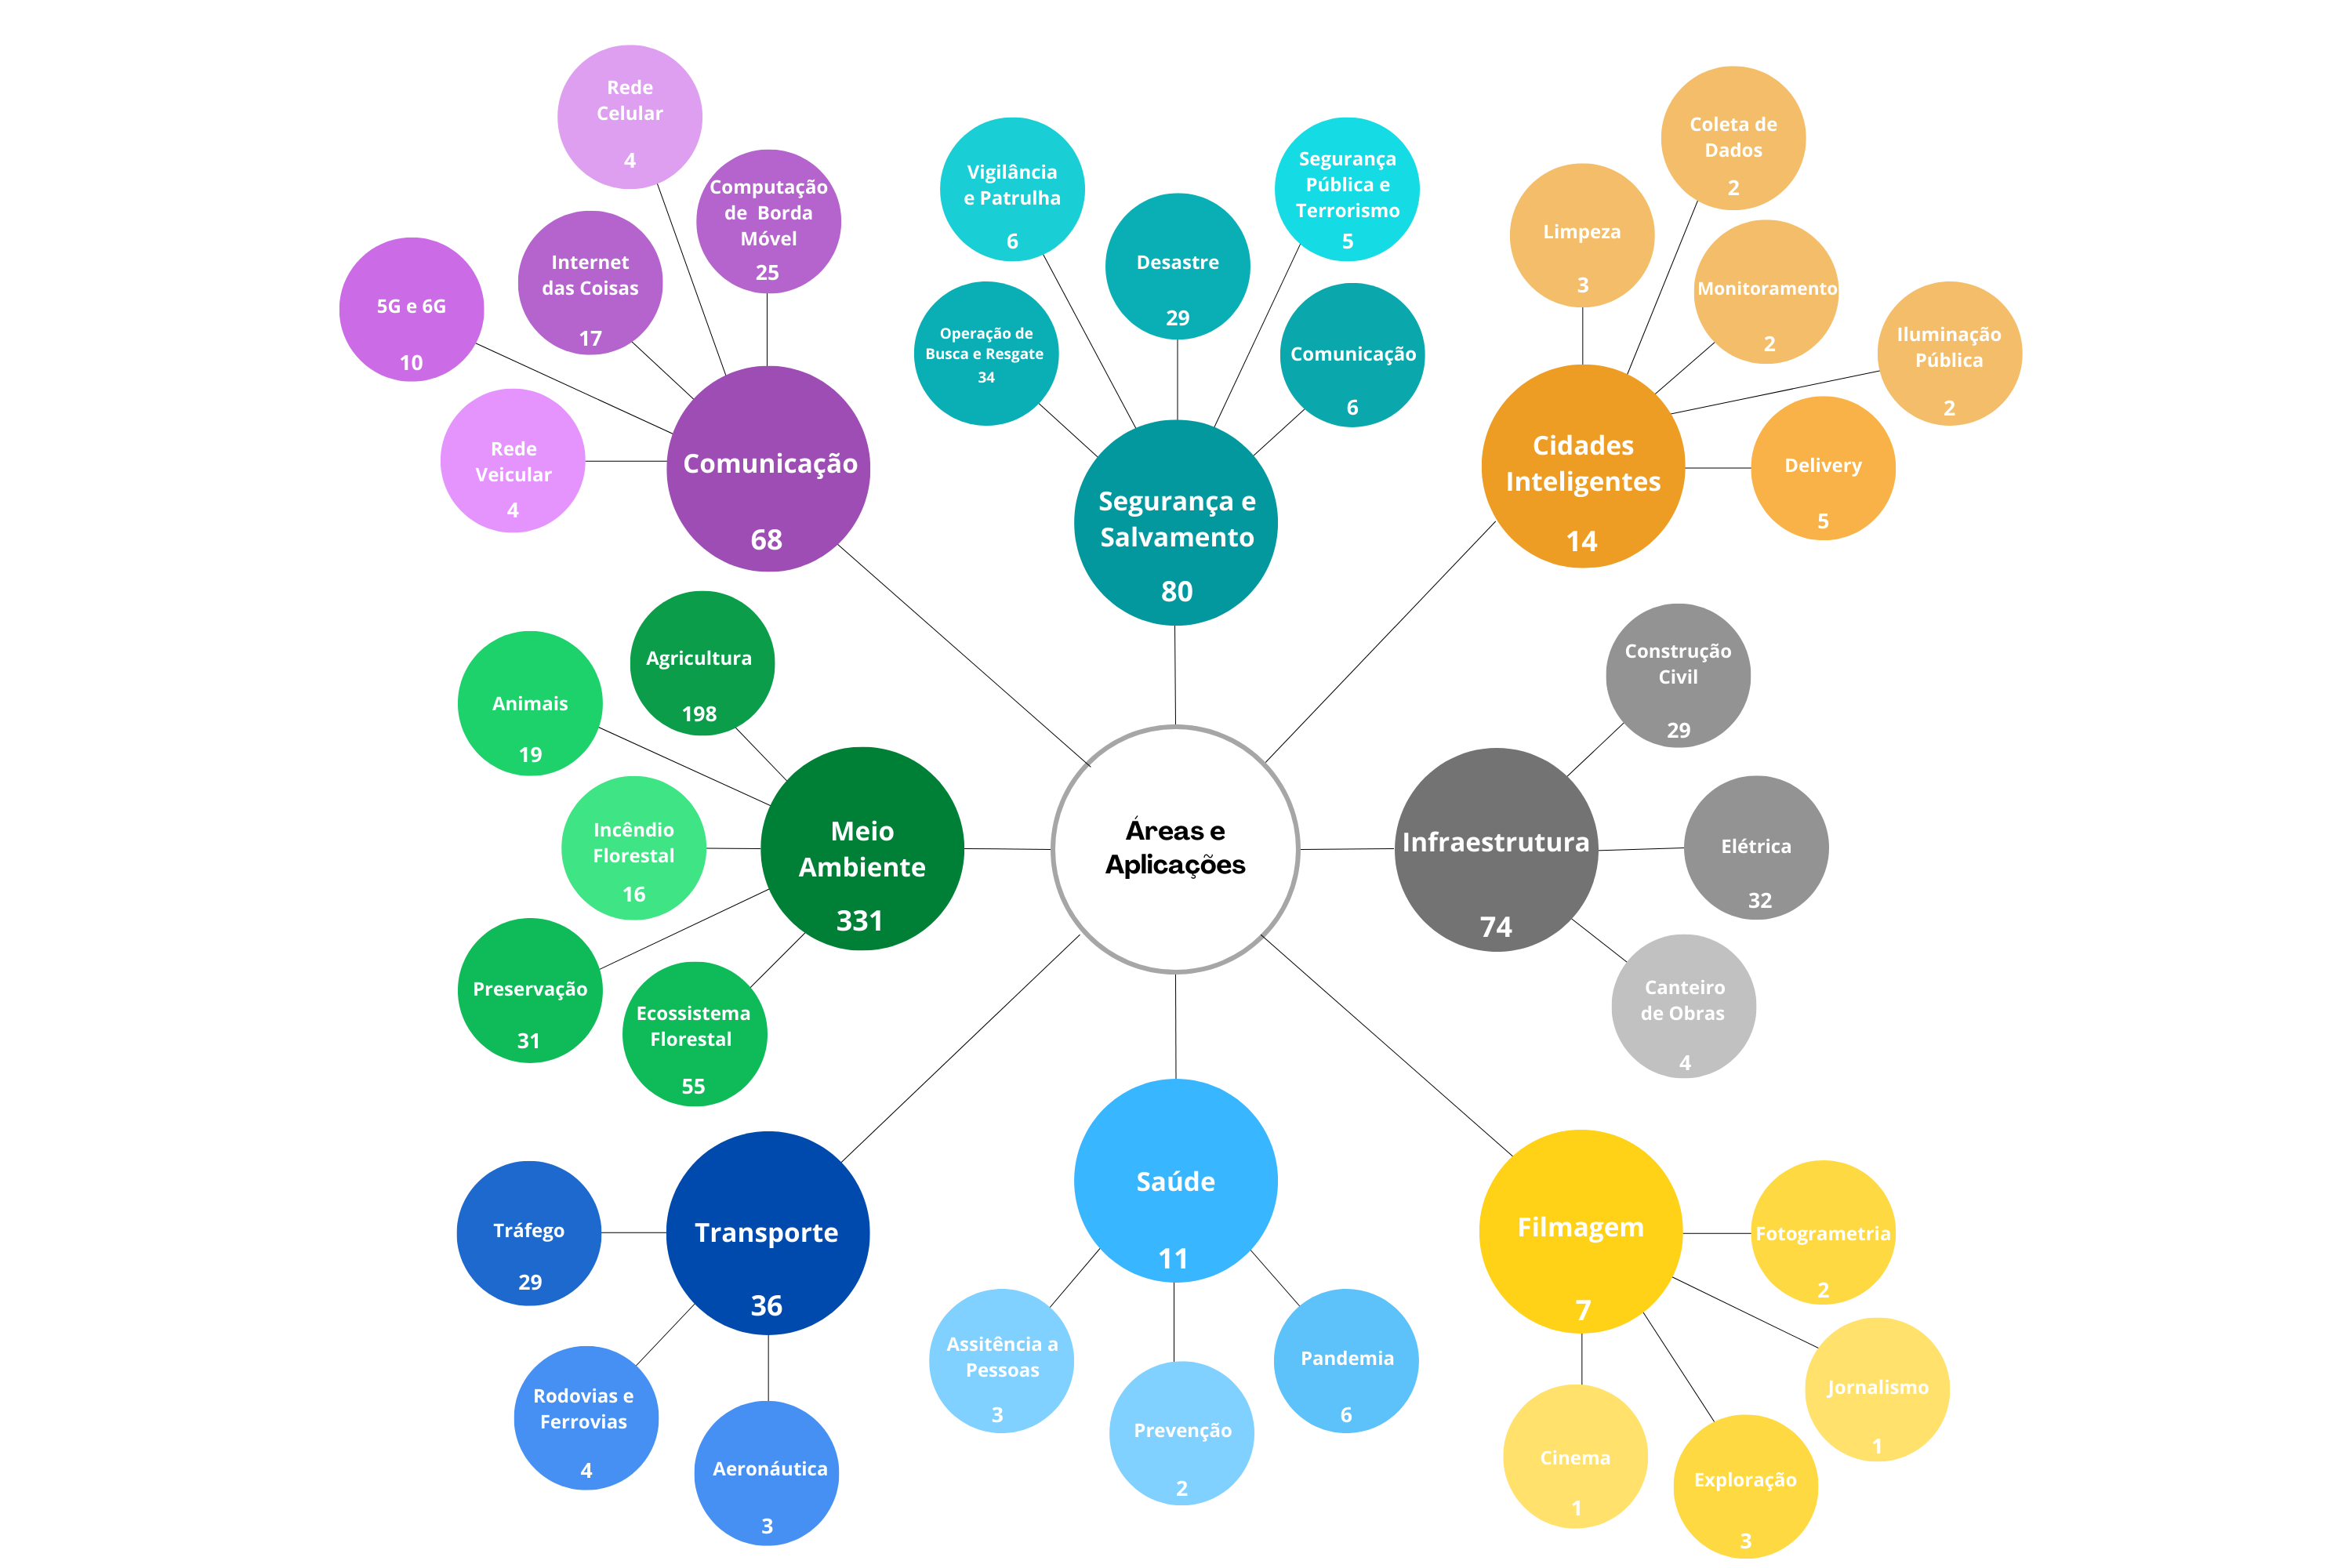 Rede
Celular
4
Computação
de Borda
Móvel
25
Internet
das Coisas
17
5G e 6G
10
Rede
Veicular
4
Comunicação
68
Vigilância
e Patrulha
6
Segurança
Pública e
Terrorismo
5
Desastre
29
Operação de
Busca e Resgate
34
Comunicação
6
Segurança e
Salvamento
80
Coleta de
Dados
2
Limpeza
3
Monitoramento
2
Iluminação
Pública
2
Delivery
5
Cidades
Inteligentes
14
Agricultura
198
Animais
19
Incêndio
Florestal
16
Preservação
31
Ecossistema
Florestal
55
Meio
Ambiente
331
Áreas e
Aplicações
Infraestrutura
74
Construção
Civil
29
Elétrica
32
Canteiro
de Obras
4
Transporte
36
Tráfego
29
Rodovias e
Ferrovias
4
Aeronáutica
3
Saúde
11
Assitência a
Pessoas
3
Prevenção
2
Pandemia
6
Filmagem
7
Fotogrametria
2
Jornalismo
1
Cinema
1
Exploração
3